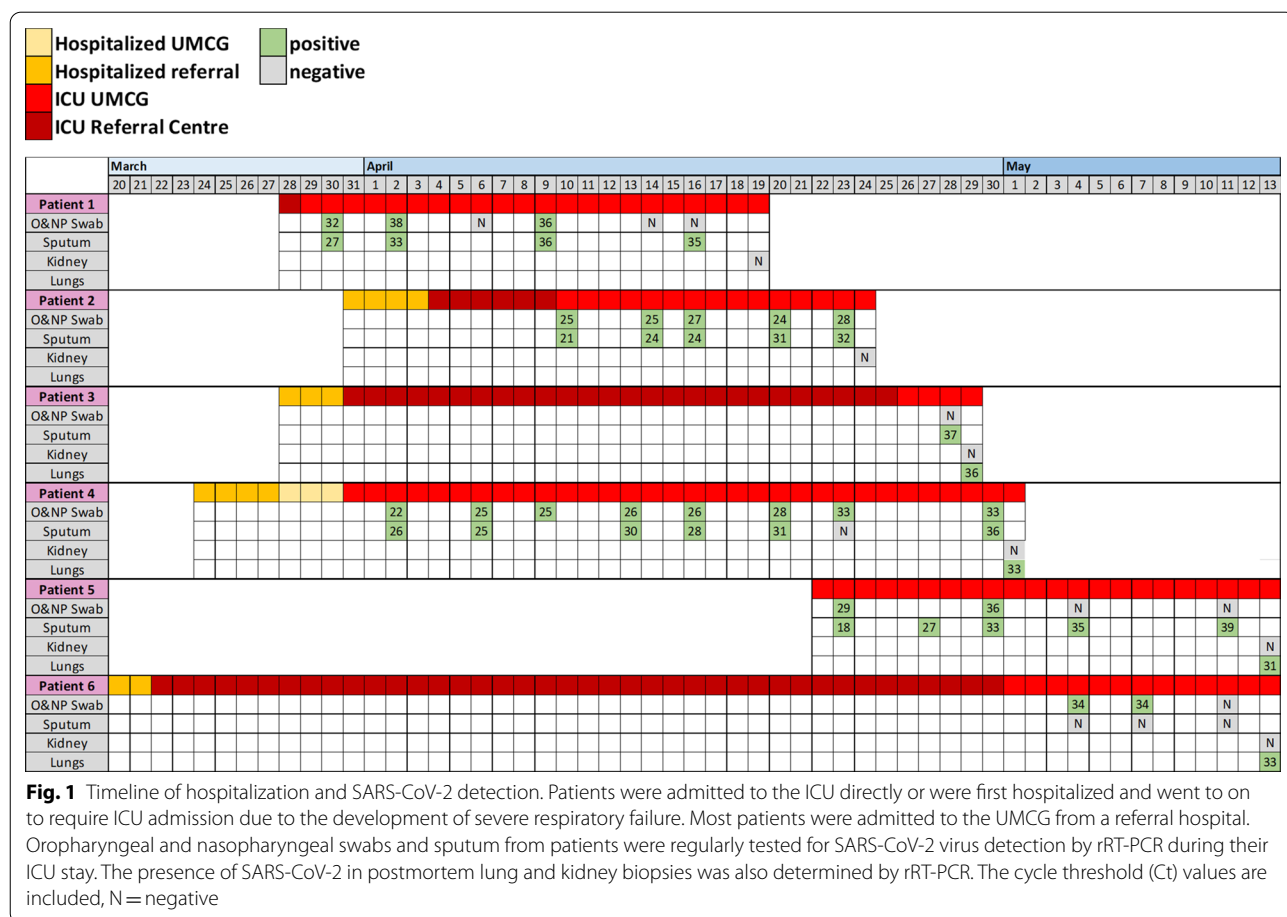 Hospitalized UMCG positive
Hospitalized referral negative
ICU UMCG
ICU Referral Centre
March April May
20 21 22 23 24 25 26 27 28 29 30 31 1 2 3 4 5 6 7 8 9 10 11 12 13 14 15 16 17 18 19 20 21 22 23 24 25 26 27 28 29 30 1 2 3 4 5 6 7 8 9 10 11 12 13
Patient 1
O&NP Swab 32 38 N 36 N N
Sputum 27 33 36 35
Kidney N
Lungs
Patient 2
O&NP Swab 25 25 27 24 28
Sputum 21 24 24 31 32
Kidney N
Lungs
Patient 3
O&NP Swab N
Sputum 37
Kidney N
Lungs 36
Patient 4
O&NP Swab 22 25 25 26 26 28 33 33
Sputum 26 25 30 28 31 N 36
Kidney N
Lungs 33
Patient 5
O&NP Swab 29 36 N N
Sputum 18 27 33 35 39
Kidney N
Lungs 31
Patient 6
O&NP Swab 34 34 N
Sputum N N N
Kidney N
Lungs 33
Fig. 1 Timeline of hospitalization and SARS-CoV-2 detection. Patients were admitted to the ICU directly or were first hospitalized and went to on
to require ICU admission due to the development of severe respiratory failure. Most patients were admitted to the UMCG from a referral hospital.
Oropharyngeal and nasopharyngeal swabs and sputum from patients were regularly tested for SARS-CoV-2 virus detection by rRT-PCR during their
ICU stay. The presence of SARS-CoV-2 in postmortem lung and kidney biopsies was also determined by rRT-PCR. The cycle threshold (Ct) values are
included, N = negative